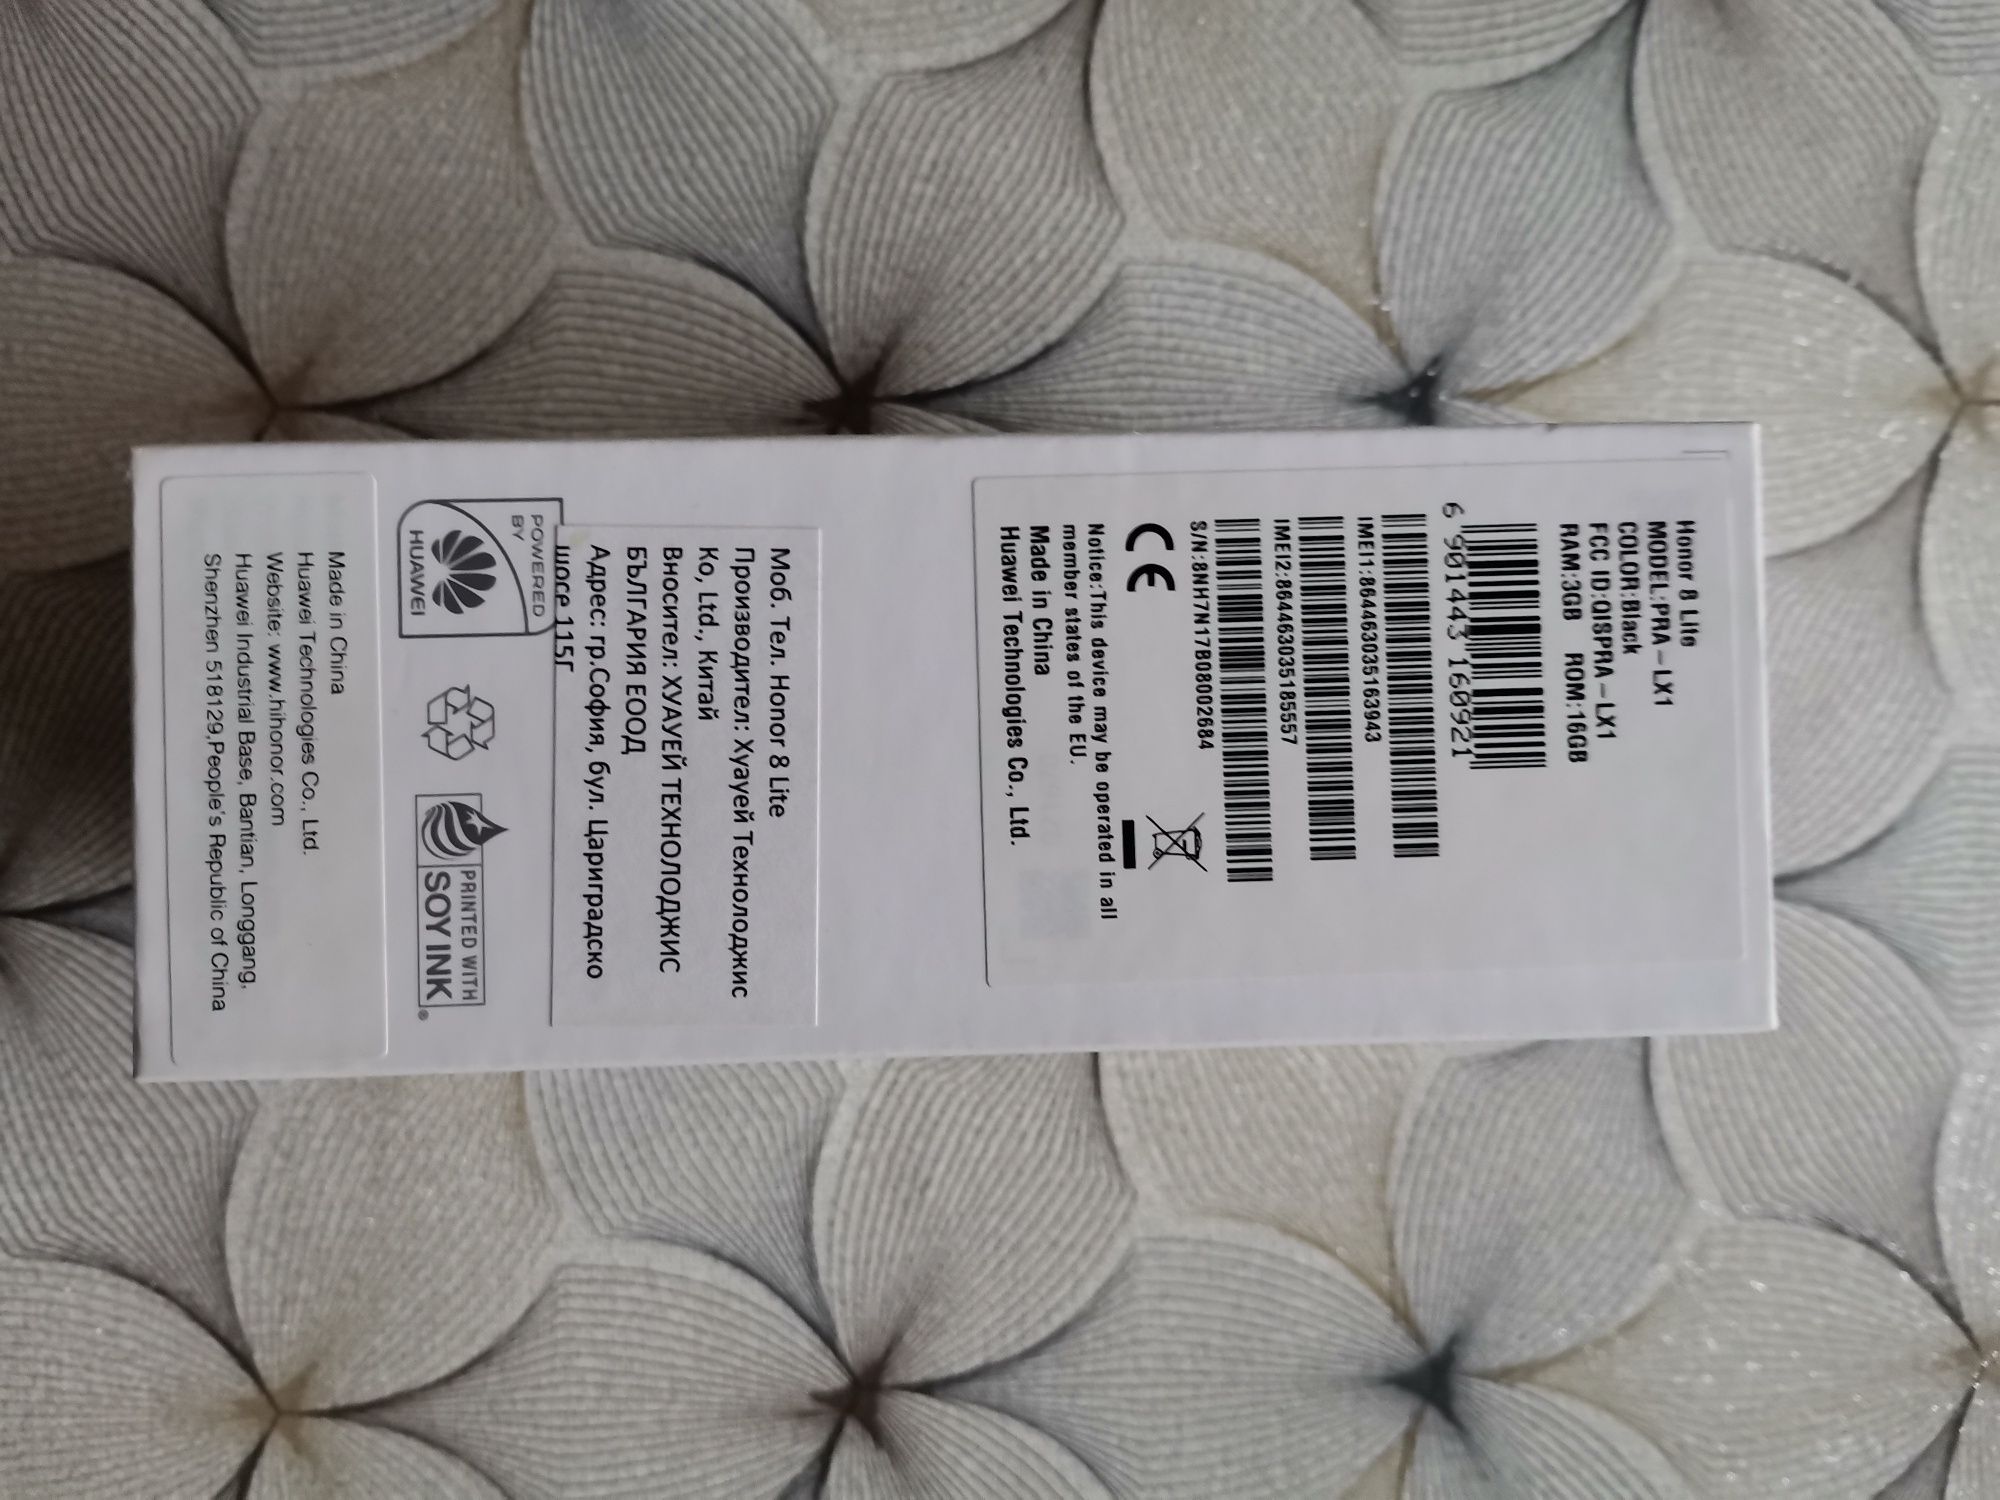 Honor 8 Lite
MODEL:PRA-LX1
COLOR:Black
FCC ID:QISPRA-LX1
RAM:3GB ROM:16GB
6 901443 160921
IMEI1:864463035163943
IMEI2:864463035185557
S/N:8NH7N17B08002684
CE
Notice:This device may be operated in all
member states of the EU.
Made in China
Huawei Technologies Co., Ltd.
Моб. Тел. Honor 8 Lite
Производител: Хуауей Технолоджис
Ко, Ltd., Китай
Вносител: ХУАУЕЙ ТЕХНОЛОДЖИС
БЪЛГАРИЯ ЕООД
Адрес: гр.София, бул. Цариградско
шосе 115Г
POWERED
BY
HUAWEI
PRINTED WITH
SOY INK®
Made in China
Huawei Technologies Co., Ltd.
Website: www.hihonor.com
Huawei Industrial Base, Bantian, Longgang,
Shenzhen 518129,People's Republic of China